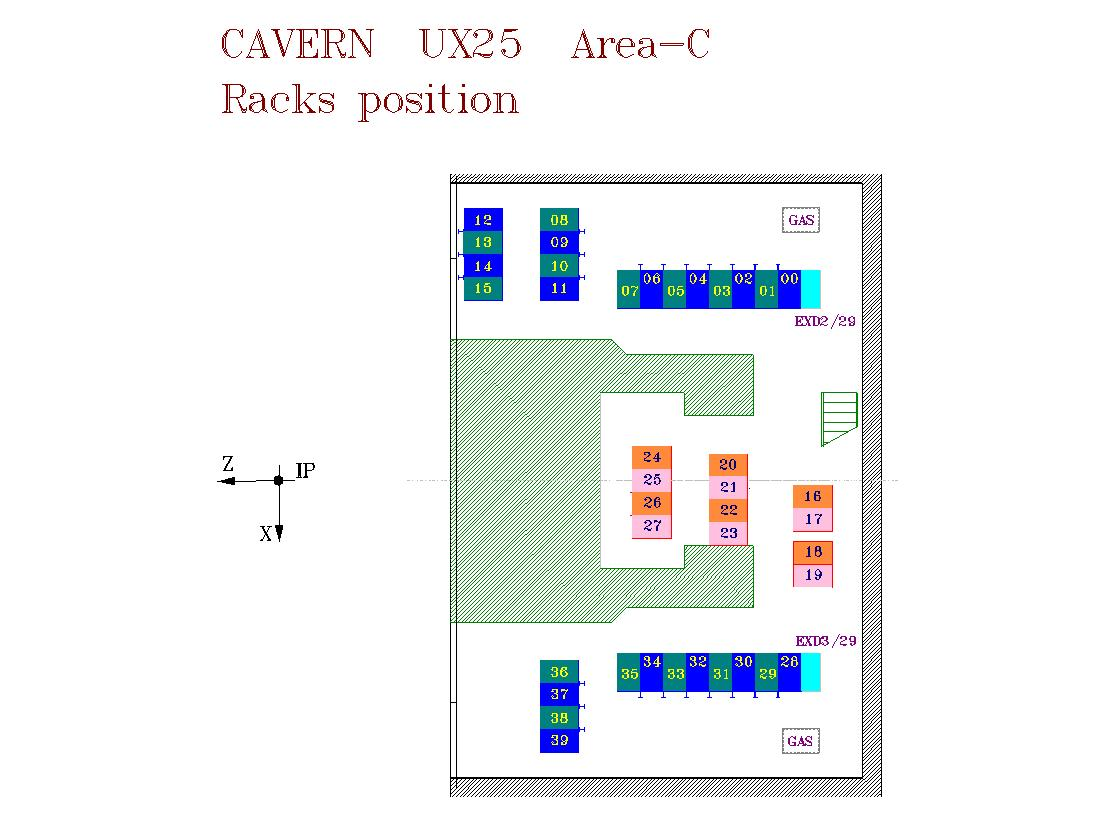 CAVERN UX25 Area-C
Racks position
12 08 GAS
13 09
14 10
15 11
07 06 05 04 03 02 01 00
EXD2/29
24 20
25 21
26 22 16
27 23 17
18
19
Z IP
X
EXD3/29
36 35 34 33 32 31 30 29 28
37
38
39 GAS